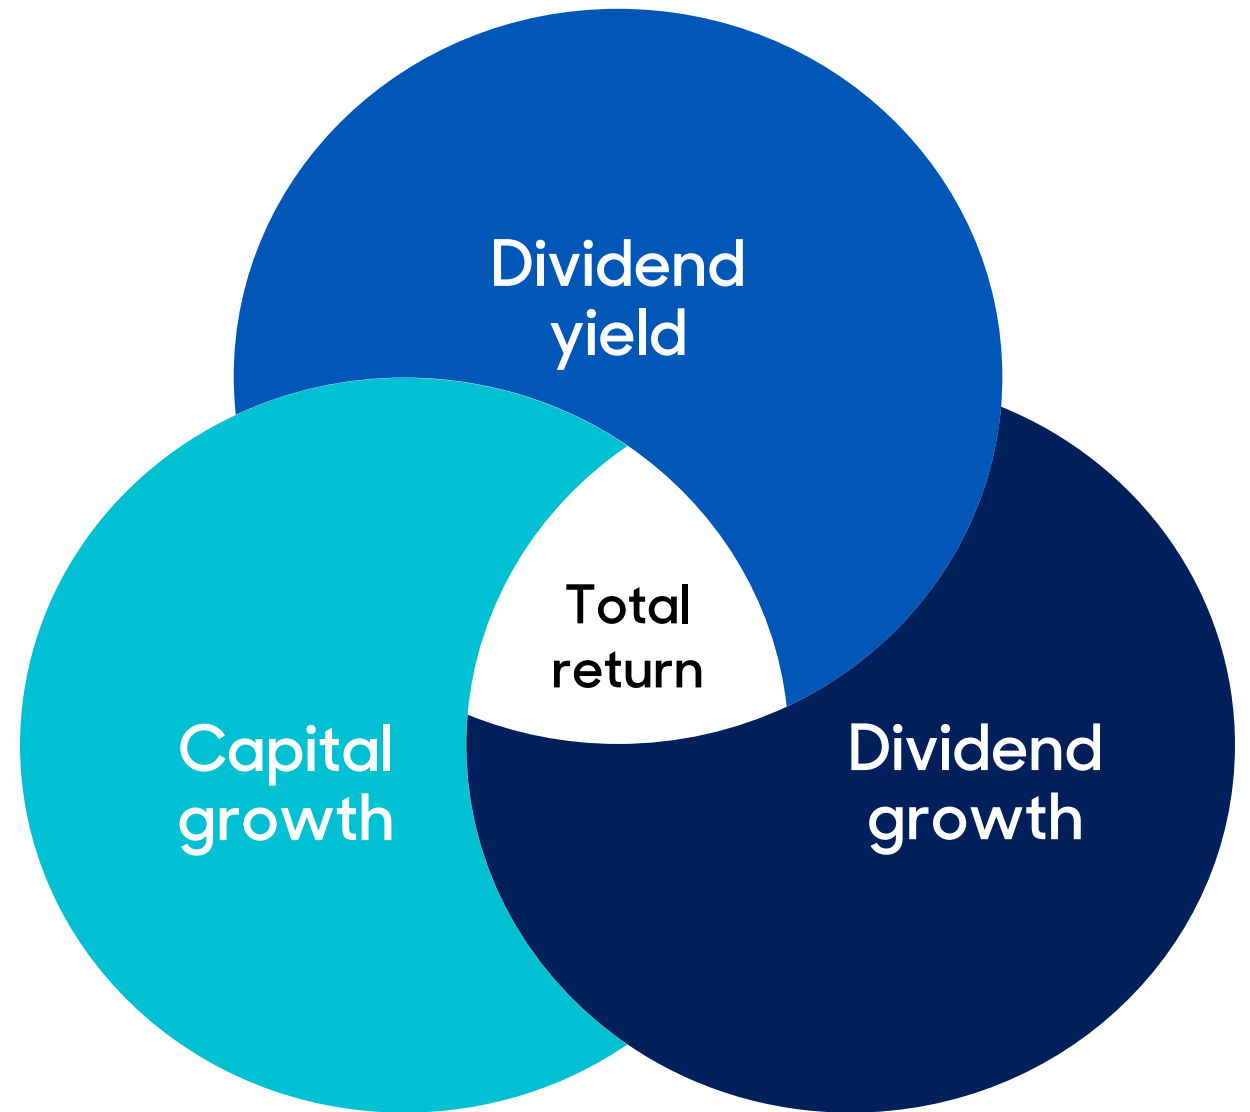 Dividend
yield
Total
return
Capital
growth
Dividend
growth